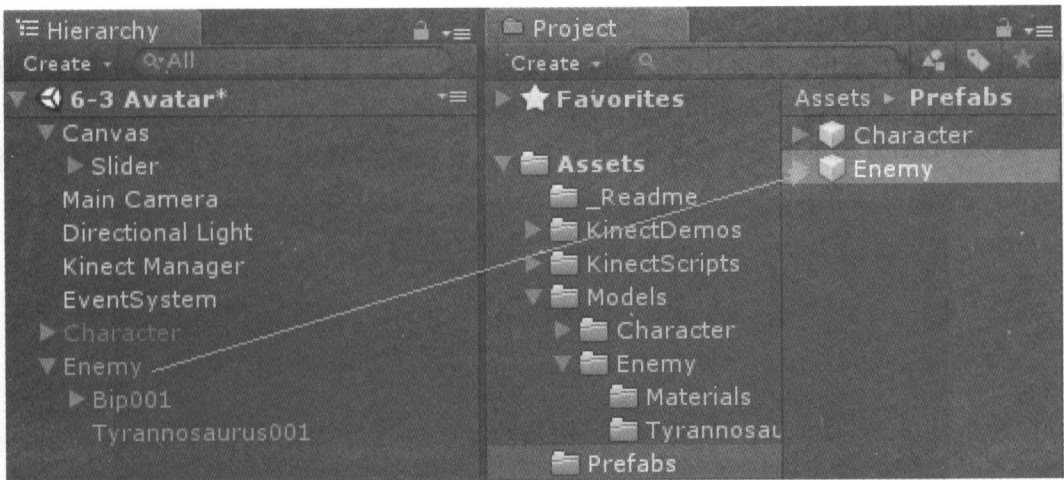 Hierarchy
Create
All
6-3 Avatar*
Canvas
Slider
Main Camera
Directional Light
Kinect Manager
EventSystem
Character
Enemy
Bip001
Tyrannosaurus001
Project
Create
Favorites
Assets
_Readme
KinectDemos
KinectScripts
Models
Character
Enemy
Materials
Tyrannosau
Prefabs
Assets ▸ Prefabs
Character
Enemy